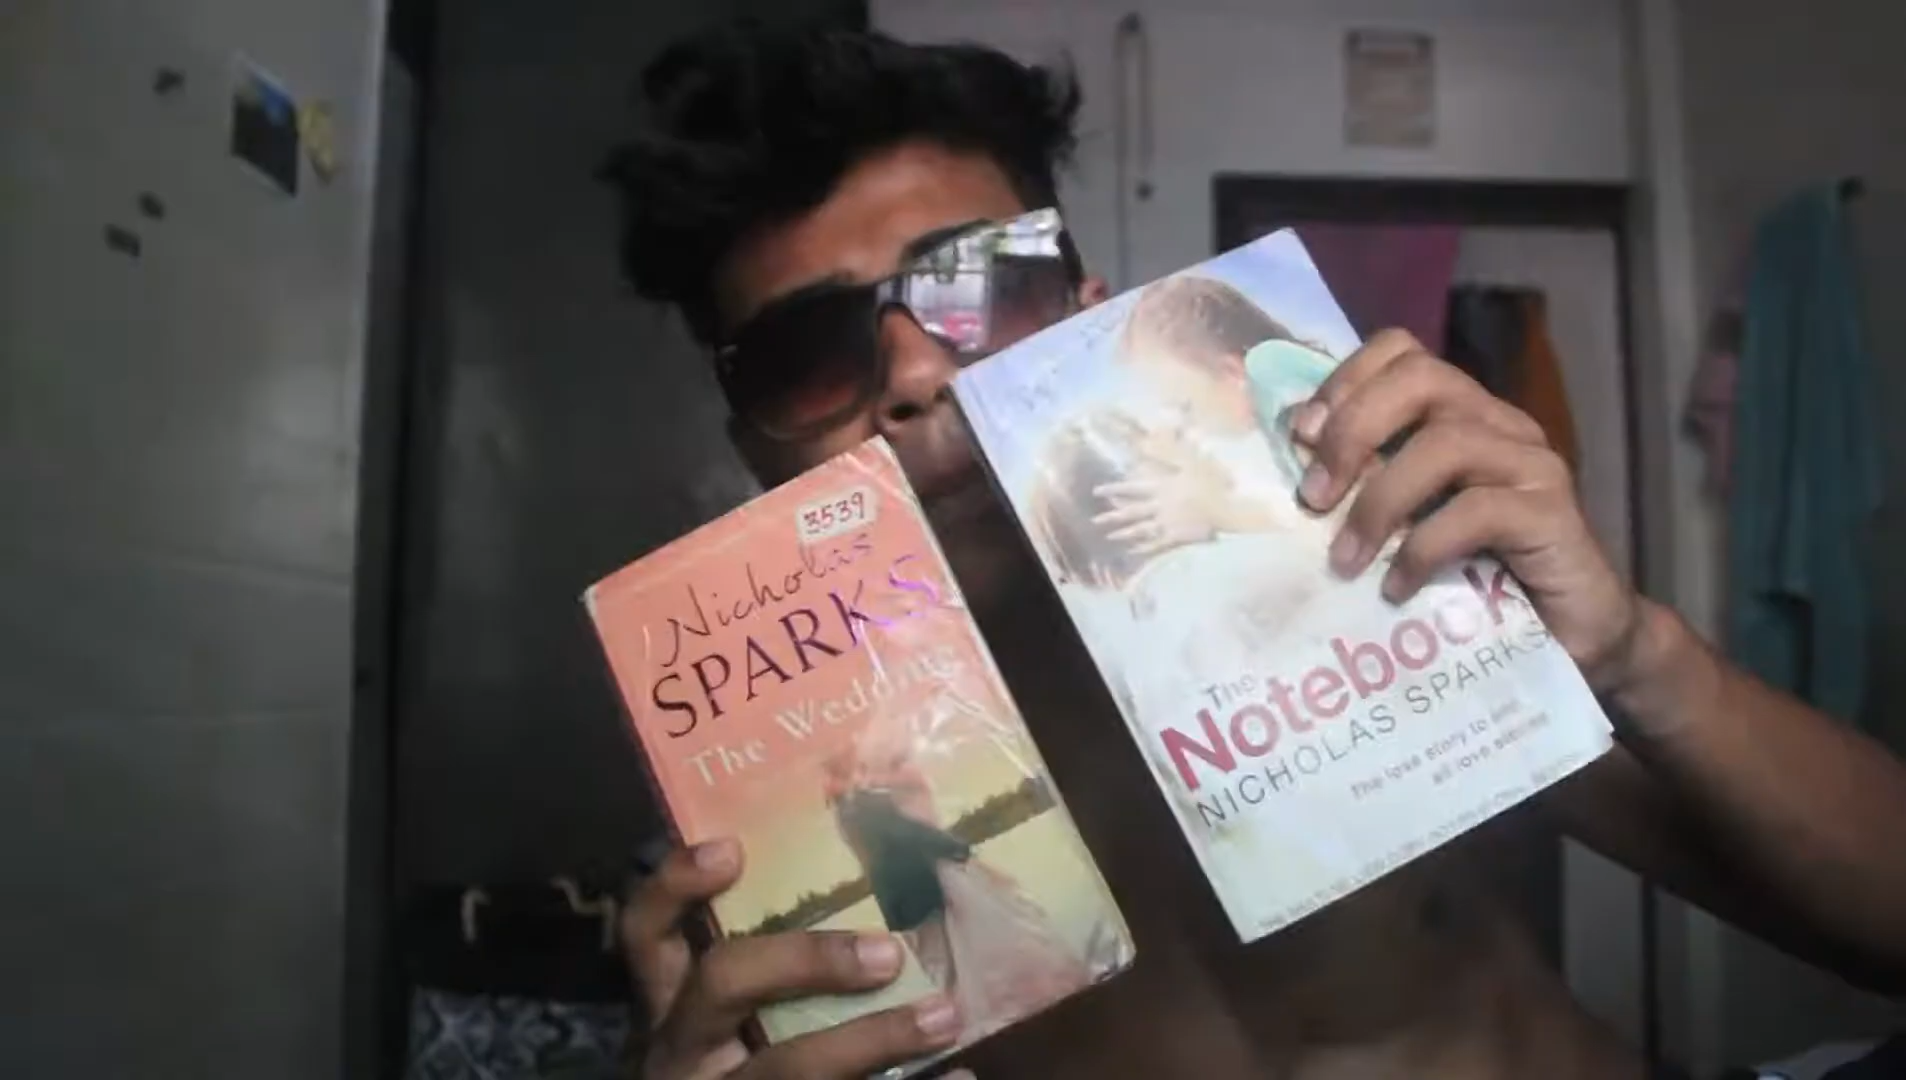 3539
Nicholas
SPARKS
The Wedding
The
Notebook
NICHOLAS SPARKS
The love story to end
all love stories